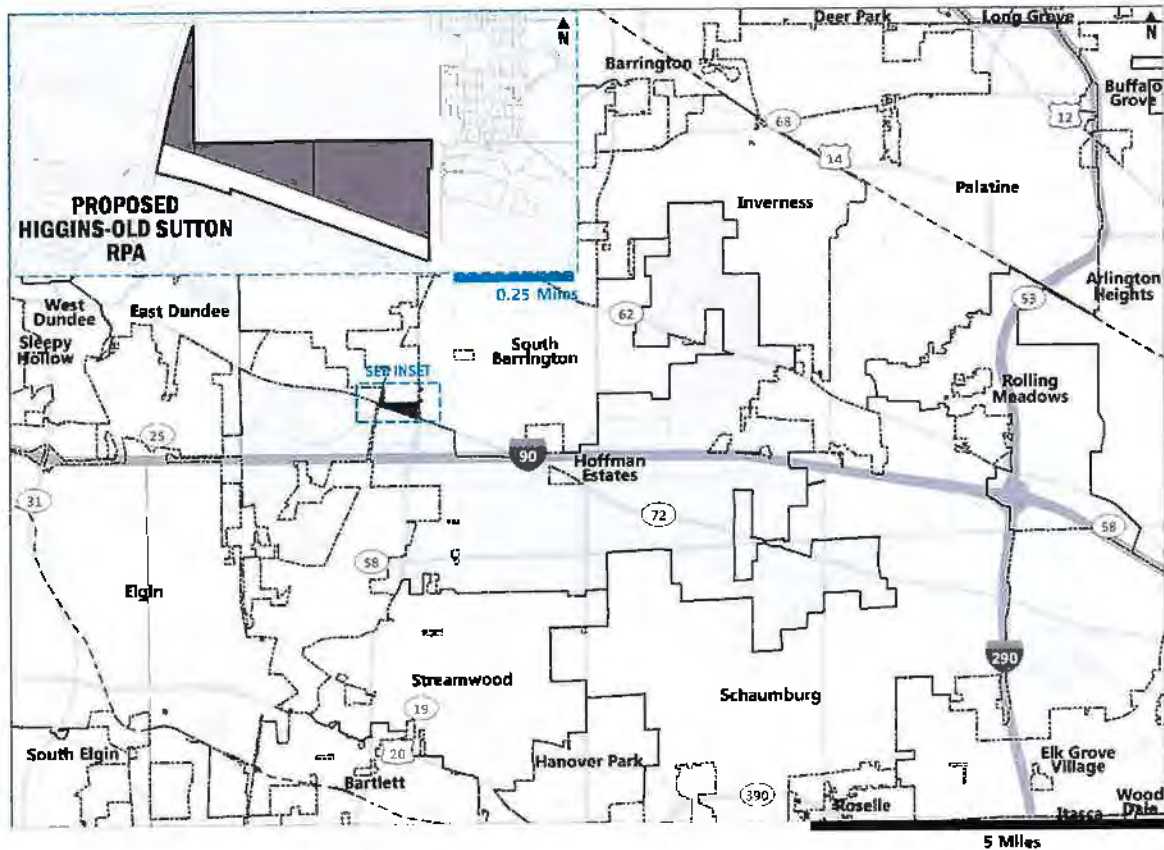 N
PROPOSED
HIGGINS-OLD SUTTON
RPA
0.25 Miles
Deer Park
Long Grove
N
Barrington
Buffalo
Grove
12
68
14
Palatine
Inverness
Arlington
Heights
53
West
Dundee
East Dundee
Sleepy
Hollow
62
South
Barrington
SEE INSET
Rolling
Meadows
25
90
Hoffman
Estates
31
72
58
58
Elgin
290
Streamwood
Schaumburg
19
20
South Elgin
Hanover Park
Elk Grove
Village
Bartlett
390
Roselle
Wood
Dale
Itasca
5 Miles